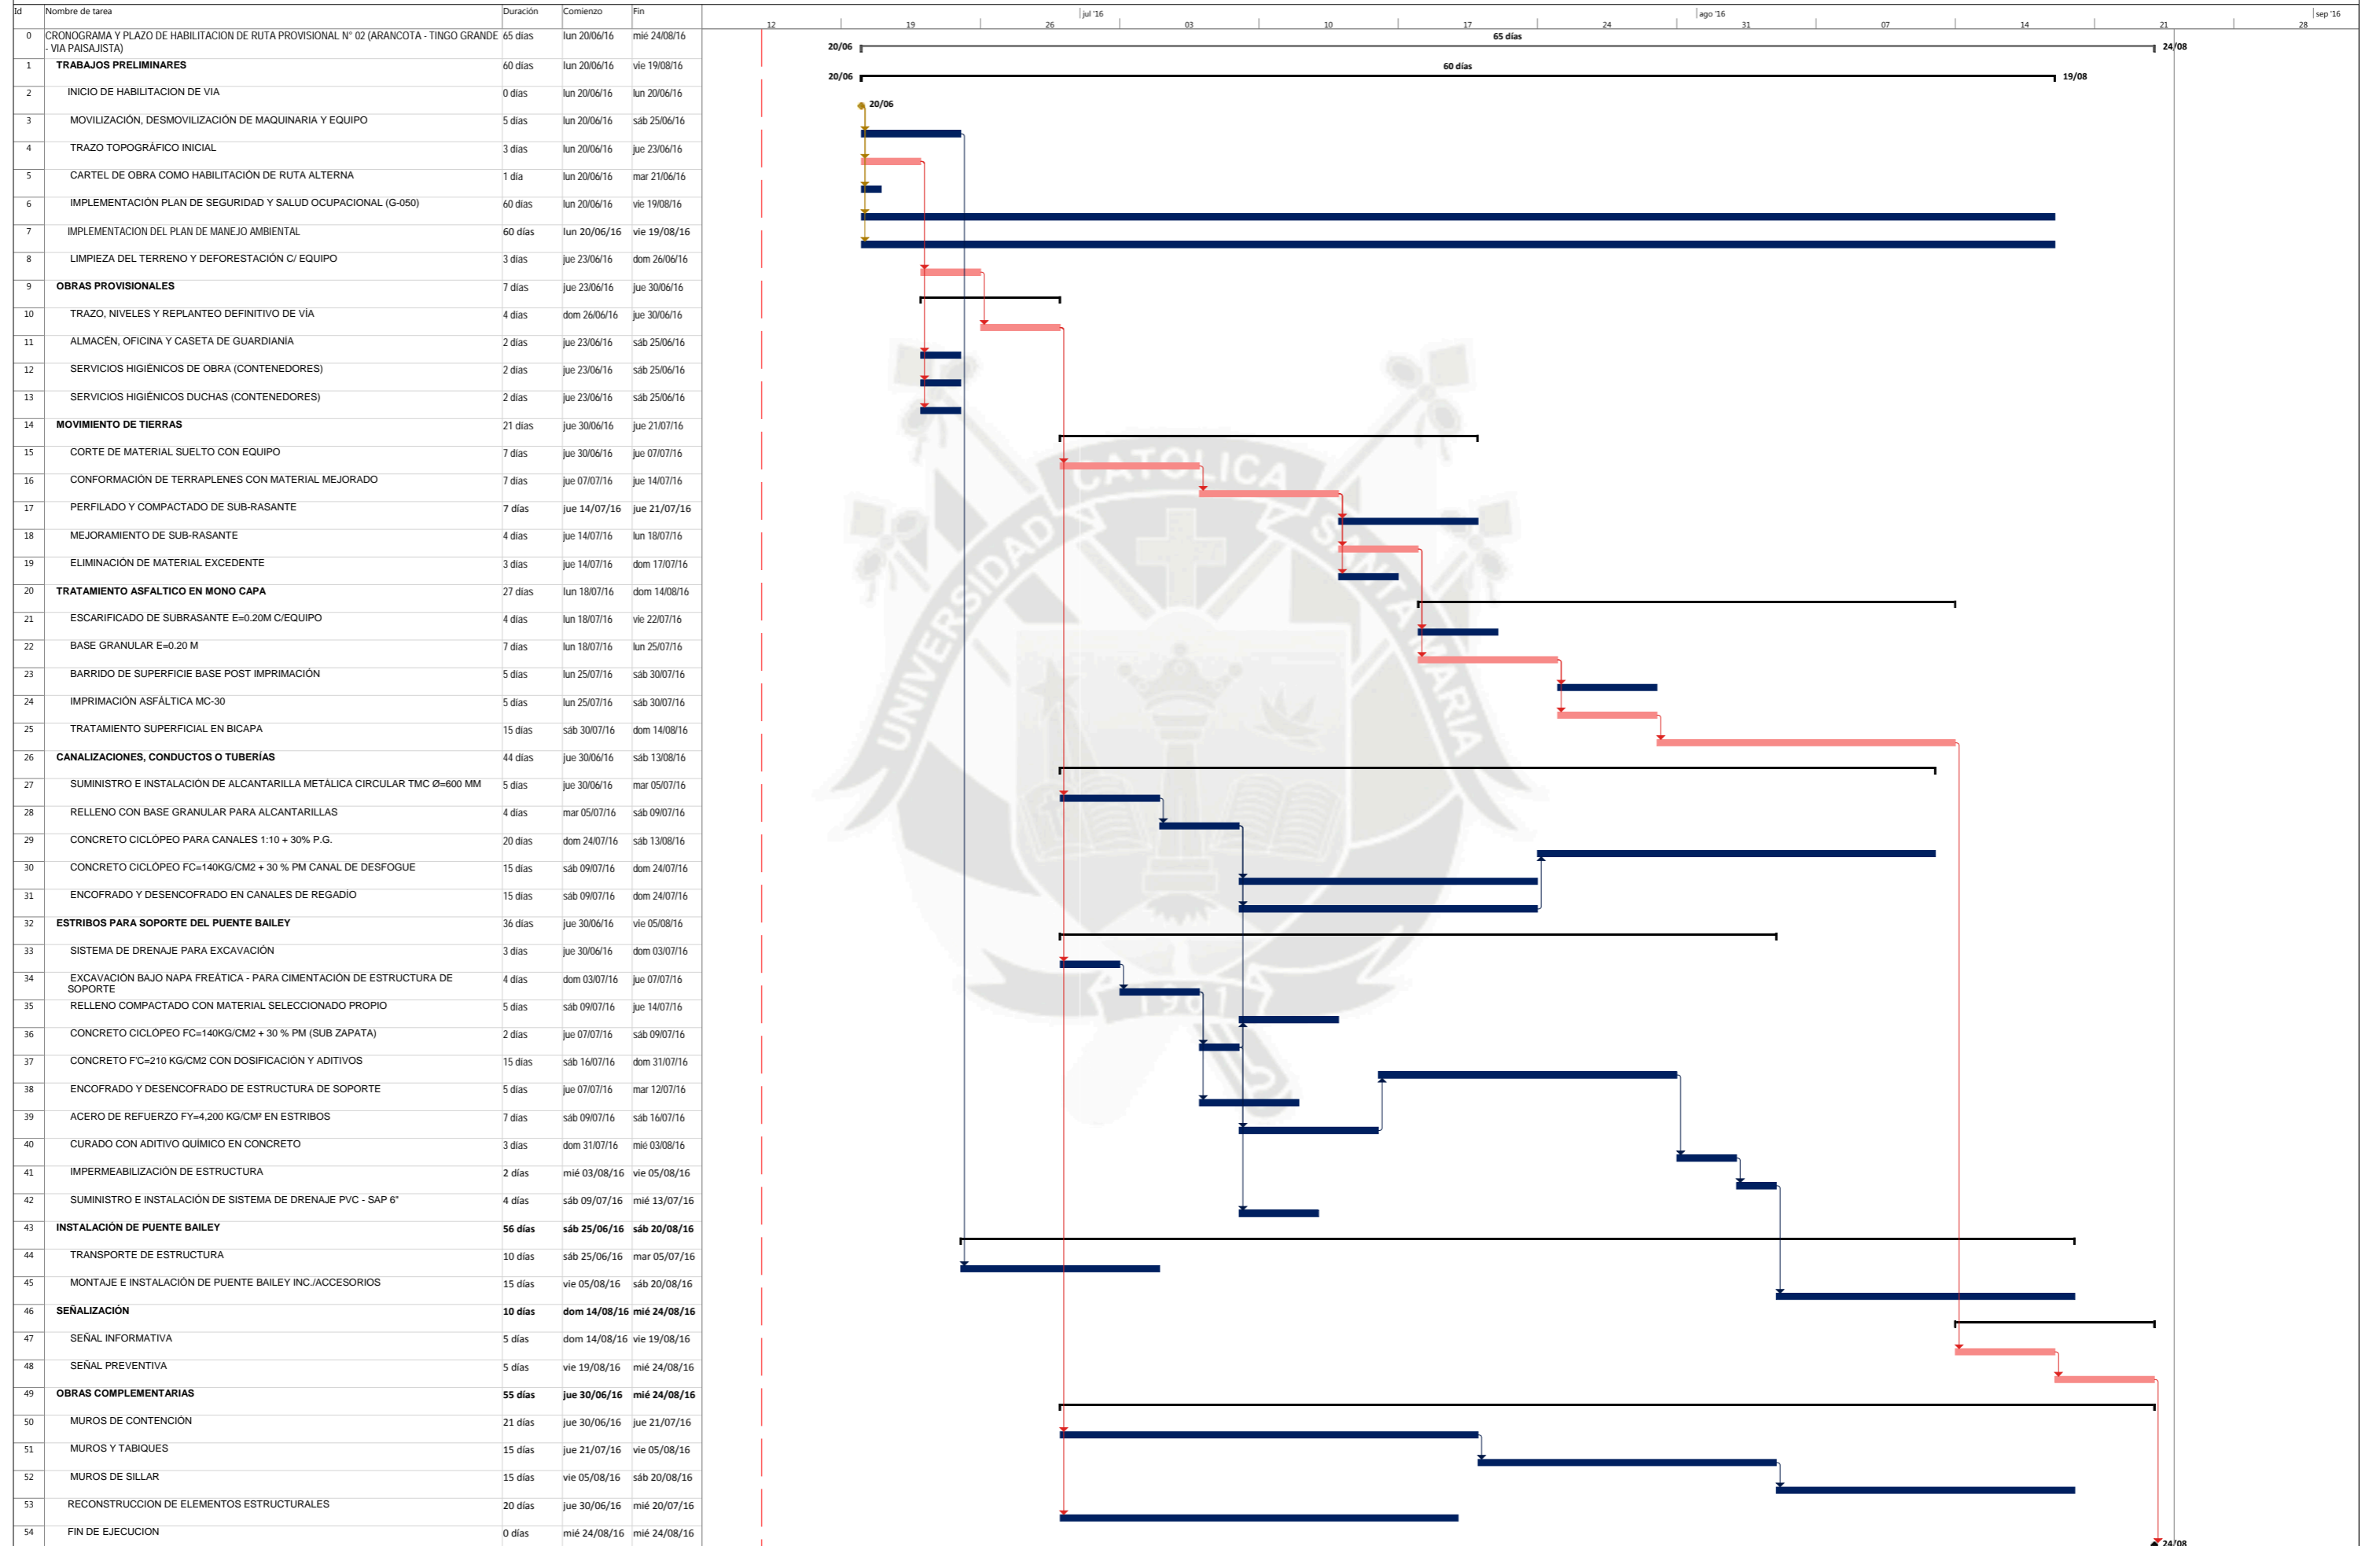 Id Nombre de tarea Duración Comienzo Fin
jul '16 ago '16 sep '16
12 19 26 03 10 17 24 31 07 14 21 28
0 CRONOGRAMA Y PLAZO DE HABILITACION DE RUTA PROVISIONAL N° 02 (ARANCOTA - TINGO GRANDE 65 días lun 20/06/16 mié 24/08/16
- VIA PAISAJISTA)
65 días
20/06 24/08
1 TRABAJOS PRELIMINARES 60 días lun 20/06/16 vie 19/08/16
60 días
20/06 19/08
2 INICIO DE HABILITACION DE VIA 0 días lun 20/06/16 lun 20/06/16
20/06
3 MOVILIZACIÓN, DESMOVILIZACIÓN DE MAQUINARIA Y EQUIPO 5 días lun 20/06/16 sáb 25/06/16
4 TRAZO TOPOGRÁFICO INICIAL 3 días lun 20/06/16 jue 23/06/16
5 CARTEL DE OBRA COMO HABILITACIÓN DE RUTA ALTERNA 1 día lun 20/06/16 mar 21/06/16
6 IMPLEMENTACIÓN PLAN DE SEGURIDAD Y SALUD OCUPACIONAL (G-050) 60 días lun 20/06/16 vie 19/08/16
7 IMPLEMENTACION DEL PLAN DE MANEJO AMBIENTAL 60 días lun 20/06/16 vie 19/08/16
8 LIMPIEZA DEL TERRENO Y DEFORESTACIÓN C/ EQUIPO 3 días jue 23/06/16 dom 26/06/16
9 OBRAS PROVISIONALES 7 días jue 23/06/16 jue 30/06/16
10 TRAZO, NIVELES Y REPLANTEO DEFINITIVO DE VÍA 4 días dom 26/06/16 jue 30/06/16
11 ALMACÉN, OFICINA Y CASETA DE GUARDIANÍA 2 días jue 23/06/16 sáb 25/06/16
12 SERVICIOS HIGIÉNICOS DE OBRA (CONTENEDORES) 2 días jue 23/06/16 sáb 25/06/16
13 SERVICIOS HIGIÉNICOS DUCHAS (CONTENEDORES) 2 días jue 23/06/16 sáb 25/06/16
14 MOVIMIENTO DE TIERRAS 21 días jue 30/06/16 jue 21/07/16
15 CORTE DE MATERIAL SUELTO CON EQUIPO 7 días jue 30/06/16 jue 07/07/16
16 CONFORMACIÓN DE TERRAPLENES CON MATERIAL MEJORADO 7 días jue 07/07/16 jue 14/07/16
17 PERFILADO Y COMPACTADO DE SUB-RASANTE 7 días jue 14/07/16 jue 21/07/16
18 MEJORAMIENTO DE SUB-RASANTE 4 días jue 14/07/16 lun 18/07/16
19 ELIMINACIÓN DE MATERIAL EXCEDENTE 3 días jue 14/07/16 dom 17/07/16
20 TRATAMIENTO ASFALTICO EN MONO CAPA 27 días lun 18/07/16 dom 14/08/16
21 ESCARIFICADO DE SUBRASANTE E=0.20M C/EQUIPO 4 días lun 18/07/16 vie 22/07/16
22 BASE GRANULAR E=0.20 M 7 días lun 18/07/16 lun 25/07/16
23 BARRIDO DE SUPERFICIE BASE POST IMPRIMACIÓN 5 días lun 25/07/16 sáb 30/07/16
24 IMPRIMACIÓN ASFÁLTICA MC-30 5 días lun 25/07/16 sáb 30/07/16
25 TRATAMIENTO SUPERFICIAL EN BICAPA 15 días sáb 30/07/16 dom 14/08/16
26 CANALIZACIONES, CONDUCTOS O TUBERÍAS 44 días jue 30/06/16 sáb 13/08/16
27 SUMINISTRO E INSTALACIÓN DE ALCANTARILLA METÁLICA CIRCULAR TMC Ø=600 MM 5 días jue 30/06/16 mar 05/07/16
28 RELLENO CON BASE GRANULAR PARA ALCANTARILLAS 4 días mar 05/07/16 sáb 09/07/16
29 CONCRETO CICLÓPEO PARA CANALES 1:10 + 30% P.G. 20 días dom 24/07/16 sáb 13/08/16
30 CONCRETO CICLÓPEO FC=140KG/CM2 + 30 % PM CANAL DE DESFOGUE 15 días sáb 09/07/16 dom 24/07/16
31 ENCOFRADO Y DESENCOFRADO EN CANALES DE REGADÍO 15 días sáb 09/07/16 dom 24/07/16
32 ESTRIBOS PARA SOPORTE DEL PUENTE BAILEY 36 días jue 30/06/16 vie 05/08/16
33 SISTEMA DE DRENAJE PARA EXCAVACIÓN 3 días jue 30/06/16 dom 03/07/16
34 EXCAVACIÓN BAJO NAPA FREÁTICA - PARA CIMENTACIÓN DE ESTRUCTURA DE 4 días dom 03/07/16 jue 07/07/16
SOPORTE
35 RELLENO COMPACTADO CON MATERIAL SELECCIONADO PROPIO 5 días sáb 09/07/16 jue 14/07/16
36 CONCRETO CICLÓPEO FC=140KG/CM2 + 30 % PM (SUB ZAPATA) 2 días jue 07/07/16 sáb 09/07/16
37 CONCRETO F'C=210 KG/CM2 CON DOSIFICACIÓN Y ADITIVOS 15 días sáb 16/07/16 dom 31/07/16
38 ENCOFRADO Y DESENCOFRADO DE ESTRUCTURA DE SOPORTE 5 días jue 07/07/16 mar 12/07/16
39 ACERO DE REFUERZO FY=4,200 KG/CM² EN ESTRIBOS 7 días sáb 09/07/16 sáb 16/07/16
40 CURADO CON ADITIVO QUÍMICO EN CONCRETO 3 días dom 31/07/16 mié 03/08/16
41 IMPERMEABILIZACIÓN DE ESTRUCTURA 2 días mié 03/08/16 vie 05/08/16
42 SUMINISTRO E INSTALACIÓN DE SISTEMA DE DRENAJE PVC - SAP 6" 4 días sáb 09/07/16 mié 13/07/16
43 INSTALACIÓN DE PUENTE BAILEY 56 días sáb 25/06/16 sáb 20/08/16
44 TRANSPORTE DE ESTRUCTURA 10 días sáb 25/06/16 mar 05/07/16
45 MONTAJE E INSTALACIÓN DE PUENTE BAILEY INC./ACCESORIOS 15 días vie 05/08/16 sáb 20/08/16
46 SEÑALIZACIÓN 10 días dom 14/08/16 mié 24/08/16
47 SEÑAL INFORMATIVA 5 días dom 14/08/16 vie 19/08/16
48 SEÑAL PREVENTIVA 5 días vie 19/08/16 mié 24/08/16
49 OBRAS COMPLEMENTARIAS 55 días jue 30/06/16 mié 24/08/16
50 MUROS DE CONTENCIÓN 21 días jue 30/06/16 jue 21/07/16
51 MUROS Y TABIQUES 15 días jue 21/07/16 vie 05/08/16
52 MUROS DE SILLAR 15 días vie 05/08/16 sáb 20/08/16
53 RECONSTRUCCION DE ELEMENTOS ESTRUCTURALES 20 días jue 30/06/16 mié 20/07/16
54 FIN DE EJECUCION 0 días mié 24/08/16 mié 24/08/16
24/08
UNIVERSIDAD CATOLICA SANTA MARIA
1961